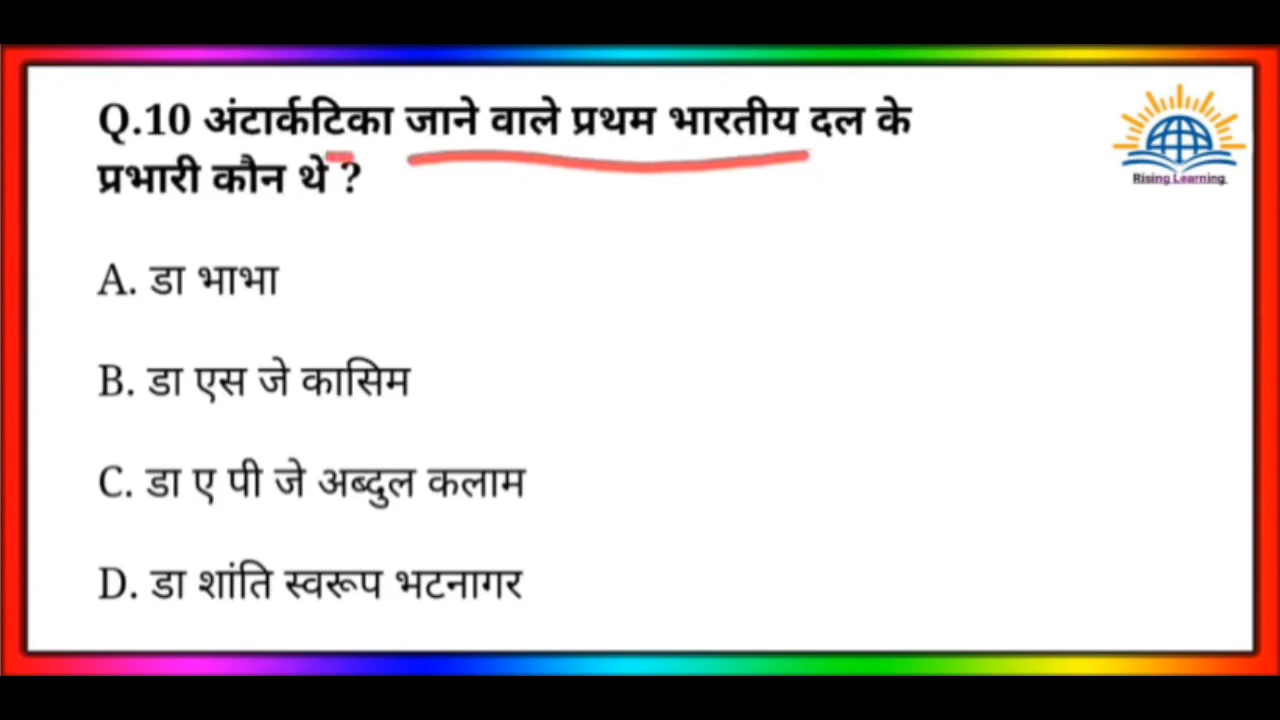 Q.10 अंटार्कटिका जाने वाले प्रथम भारतीय दल के
प्रभारी कौन थे ?
Rising Learning
A. डा भाभा
B. डा एस जे कासिम
C. डा ए पी जे अब्दुल कलाम
D. डा शांति स्वरूप भटनागर